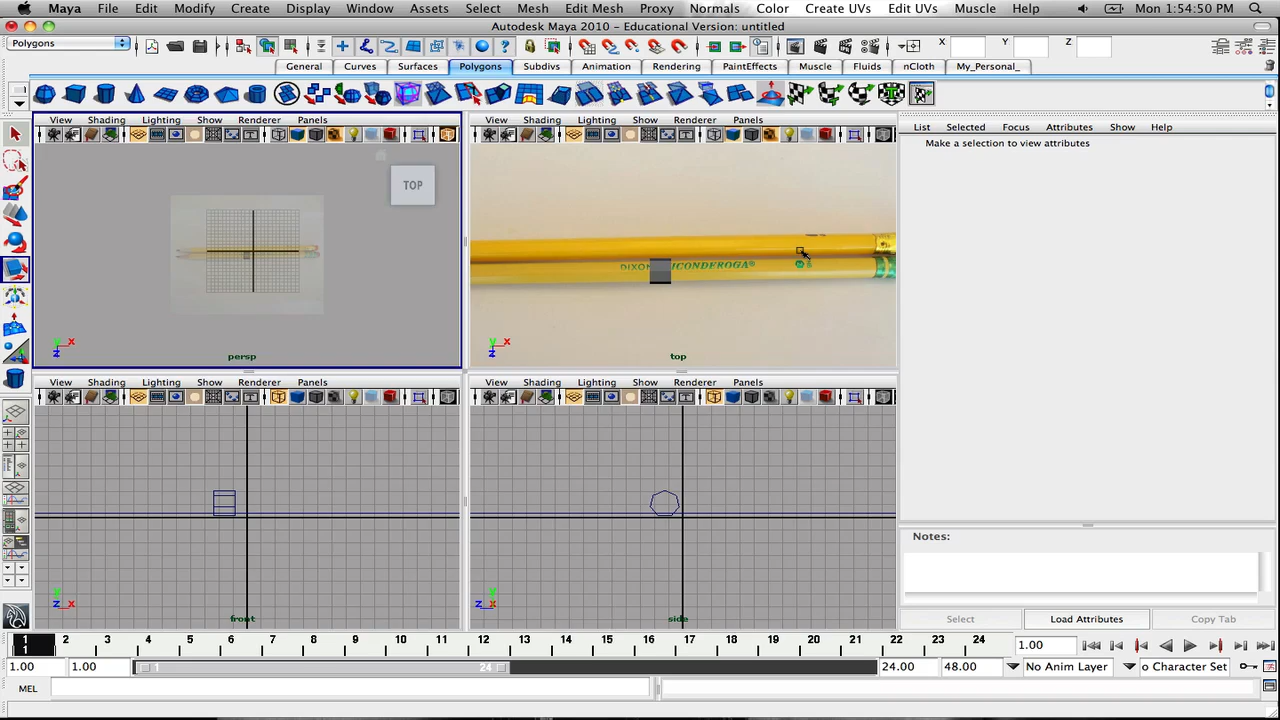 Maya File Edit Modify Create Display Window Assets Select Mesh Edit Mesh Proxy Normals Color Create UVs Edit UVs Muscle Help Mon 1:54:50 PM
Autodesk Maya 2010 - Educational Version: untitled
Polygons X Y Z
General Curves Surfaces Polygons Subdivs Animation Rendering PaintEffects Muscle Fluids nCloth My_Personal_
View Shading Lighting Show Renderer Panels
View Shading Lighting Show Renderer Panels
List Selected Focus Attributes Show Help
Make a selection to view attributes
TOP
persp
top
View Shading Lighting Show Renderer Panels
View Shading Lighting Show Renderer Panels
front
side
Notes:
Select Load Attributes Copy Tab
1 2 3 4 5 6 7 8 9 10 11 12 13 14 15 16 17 18 19 20 21 22 23 24
1 1.00
1.00 1.00 1 24 24.00 48.00 No Anim Layer o Character Set
MEL